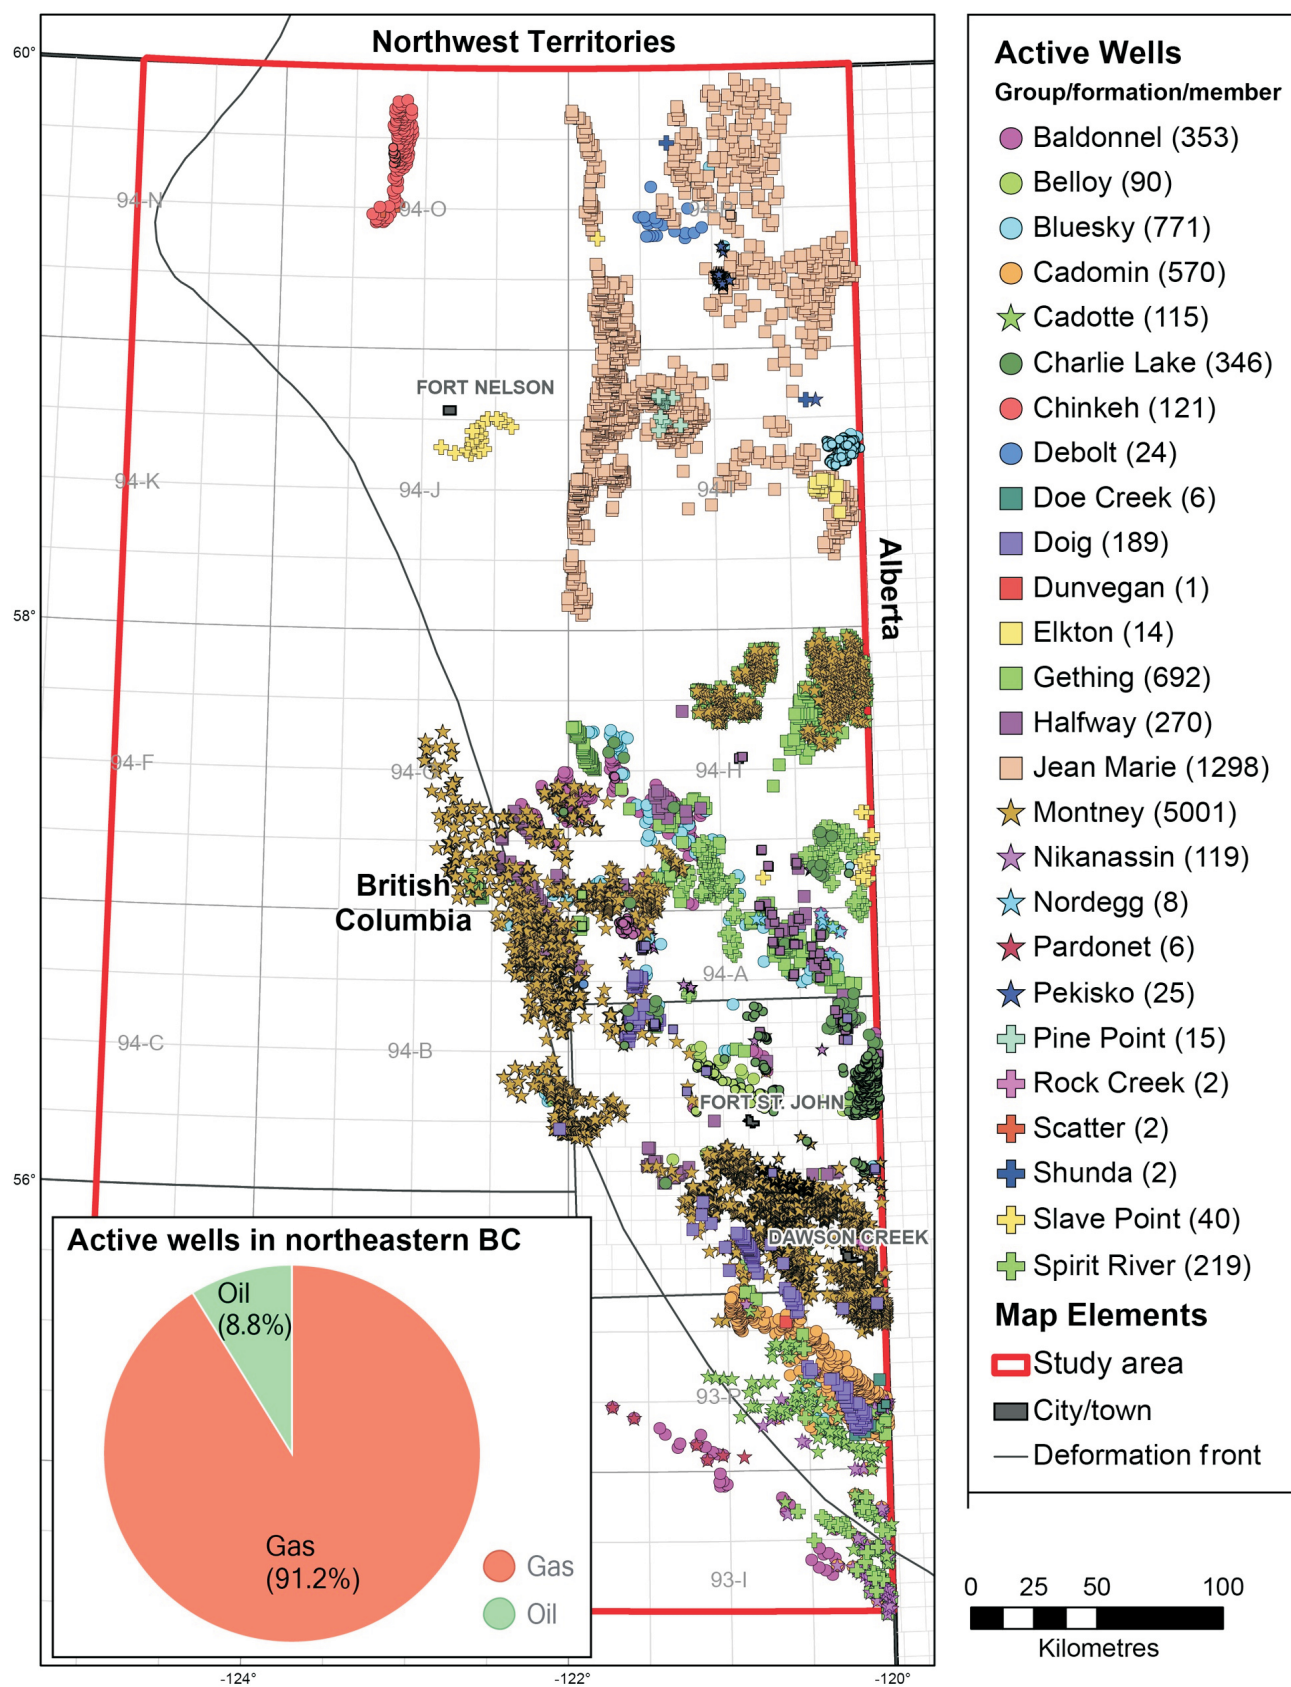 Northwest Territories
60°
94-N
94-O
94-P
FORT NELSON
94-K
94-J
94-I
Alberta
58°
94-F
94-G
94-H
British
Columbia
94-A
94-C
94-B
FORT ST. JOHN
56°
DAWSON CREEK
93-P
93-I
-124°
-122°
-120°
Active wells in northeastern BC
Oil
(8.8%)
Gas
(91.2%)
Gas
Oil
Active Wells
Group/formation/member
Baldonnel (353)
Belloy (90)
Bluesky (771)
Cadomin (570)
Cadotte (115)
Charlie Lake (346)
Chinkeh (121)
Debolt (24)
Doe Creek (6)
Doig (189)
Dunvegan (1)
Elkton (14)
Gething (692)
Halfway (270)
Jean Marie (1298)
Montney (5001)
Nikanassin (119)
Nordegg (8)
Pardonet (6)
Pekisko (25)
Pine Point (15)
Rock Creek (2)
Scatter (2)
Shunda (2)
Slave Point (40)
Spirit River (219)
Map Elements
Study area
City/town
Deformation front
0 25 50 100
Kilometres